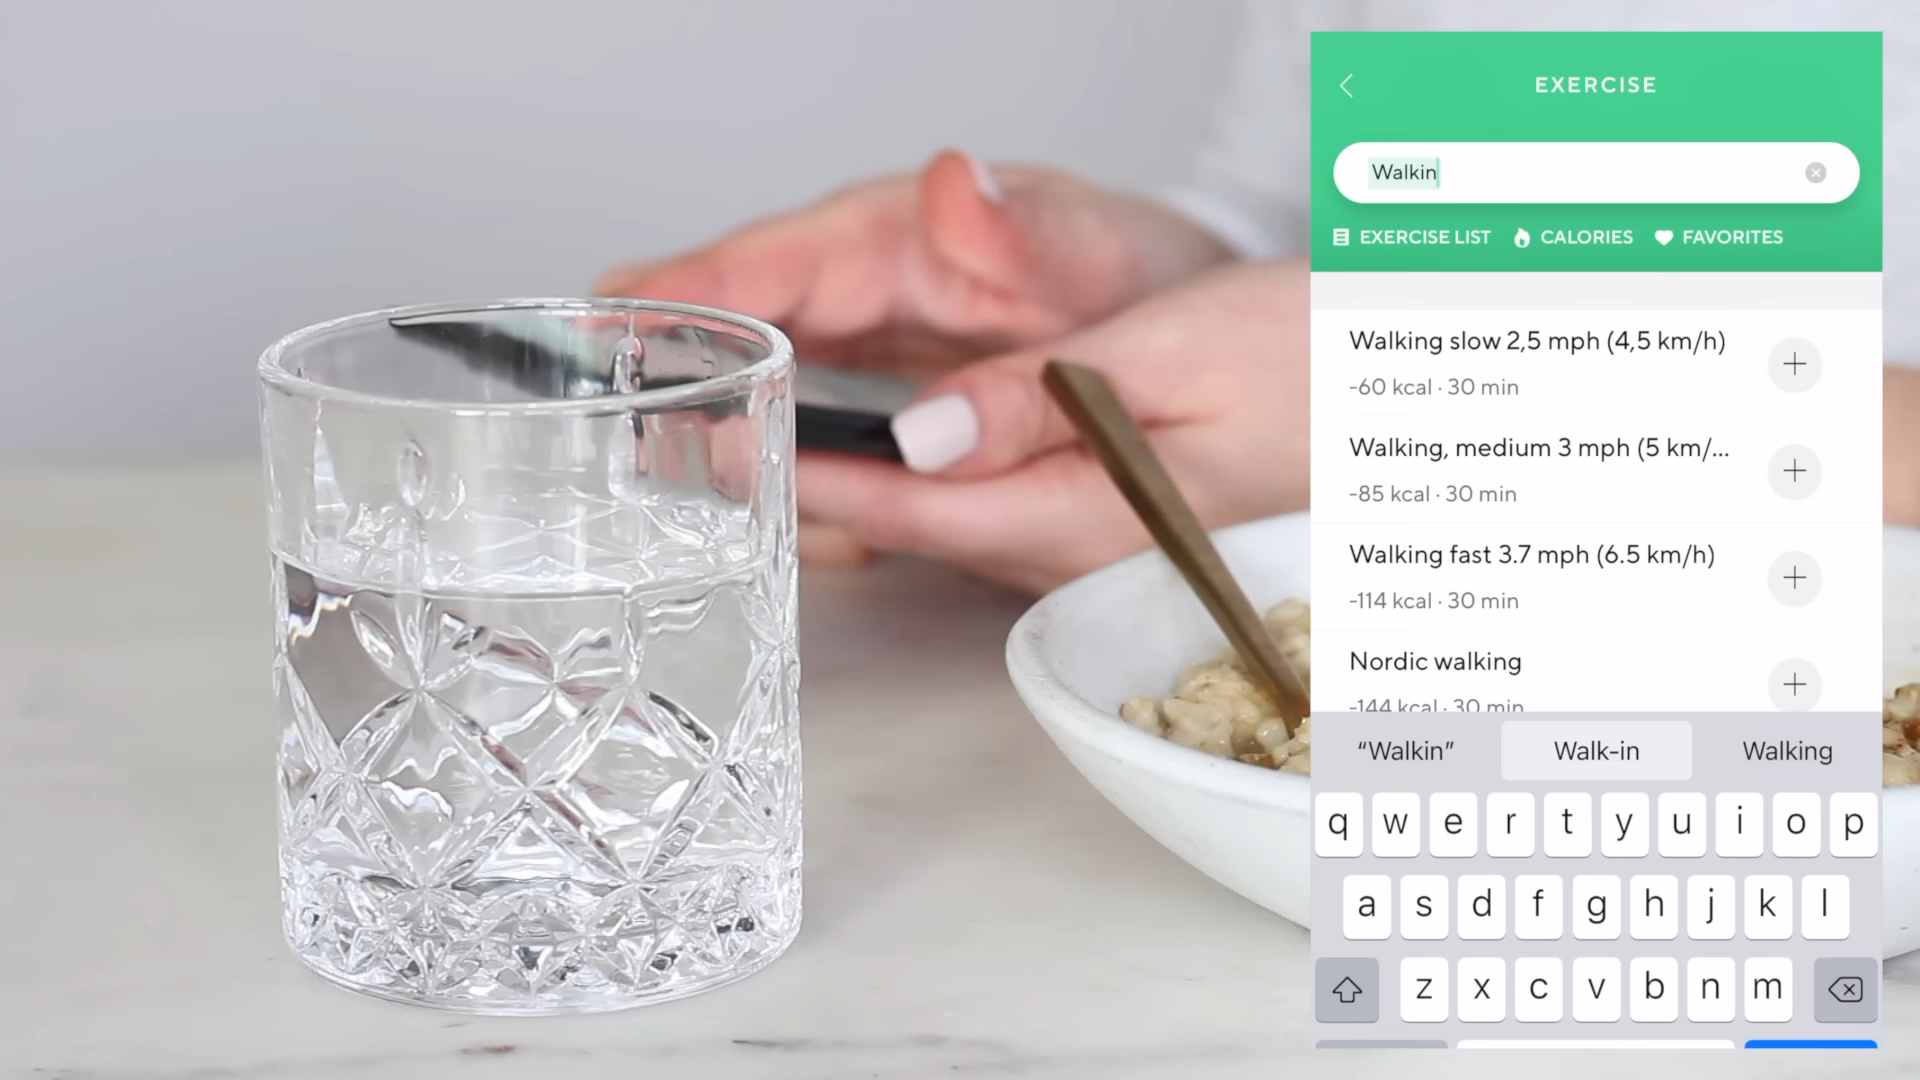 EXERCISE
Walkin
EXERCISE LIST CALORIES FAVORITES
Walking slow 2,5 mph (4,5 km/h)
-60 kcal · 30 min
Walking, medium 3 mph (5 km/...
-85 kcal · 30 min
Walking fast 3.7 mph (6.5 km/h)
-114 kcal · 30 min
Nordic walking
-144 kcal · 30 min
“Walkin” Walk-in Walking
q w e r t y u i o p
a s d f g h j k l
z x c v b n m